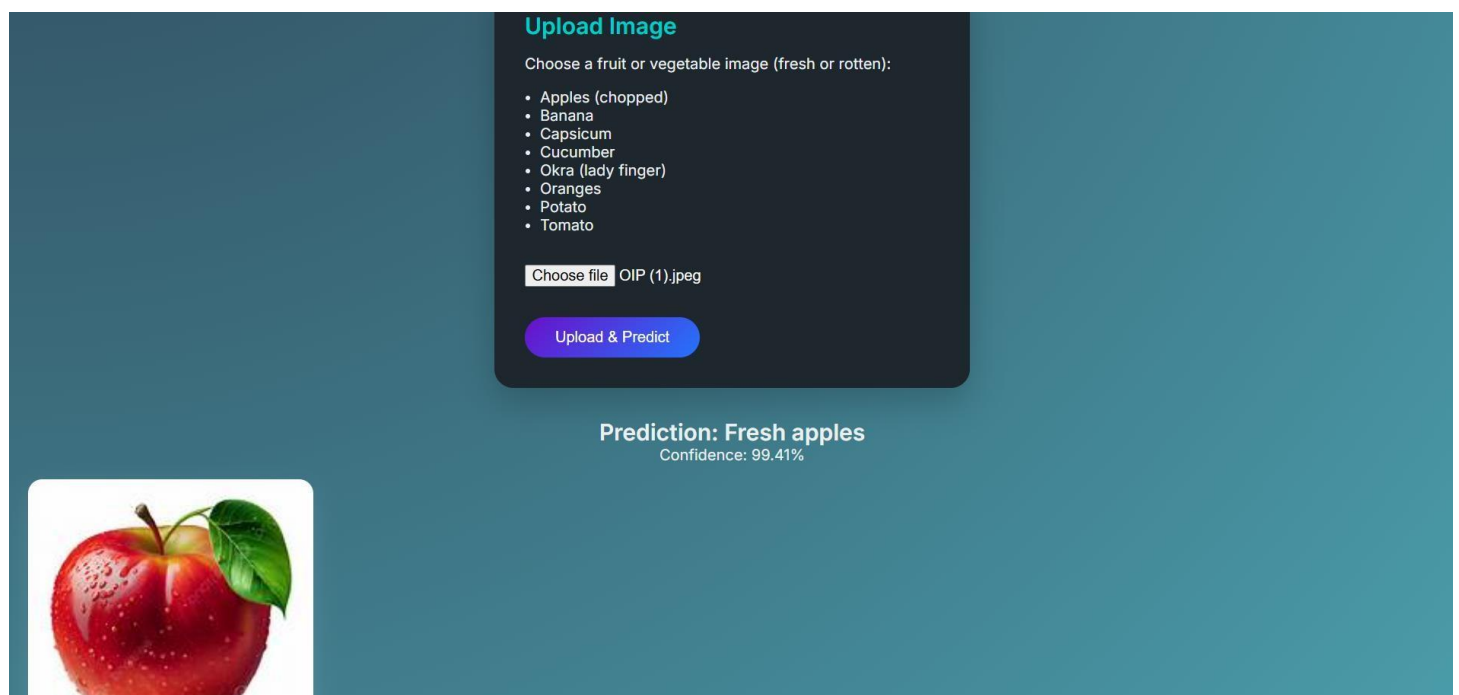 Upload Image
Choose a fruit or vegetable image (fresh or rotten):
• Apples (chopped)
• Banana
• Capsicum
• Cucumber
• Okra (lady finger)
• Oranges
• Potato
• Tomato
Choose file OIP (1).jpeg
Upload & Predict
Prediction: Fresh apples
Confidence: 99.41%